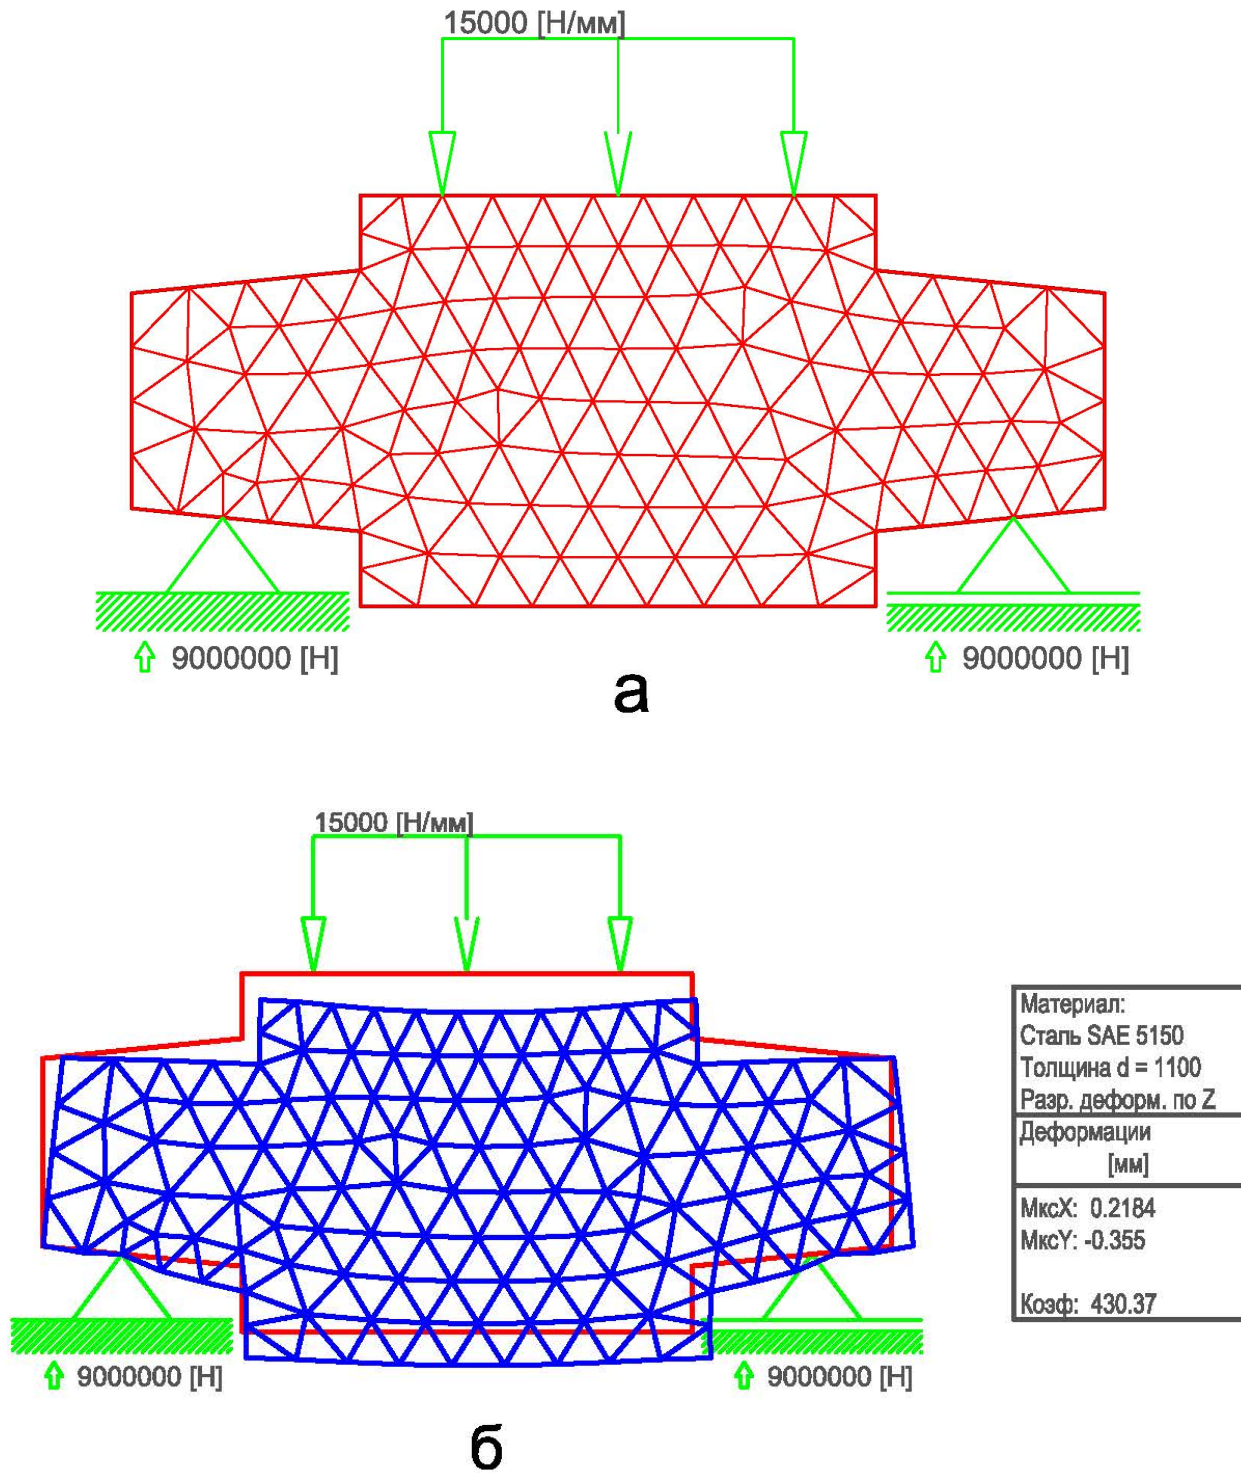 15000 [Н/мм]
9000000 [Н]
9000000 [Н]
а
15000 [Н/мм]
Материал:
Сталь SAE 5150
Толщина d = 1100
Разр. деформ. по Z
Деформации
[мм]
МксX: 0.2184
МксY: -0.355
Коэф: 430.37
9000000 [Н]
9000000 [Н]
б